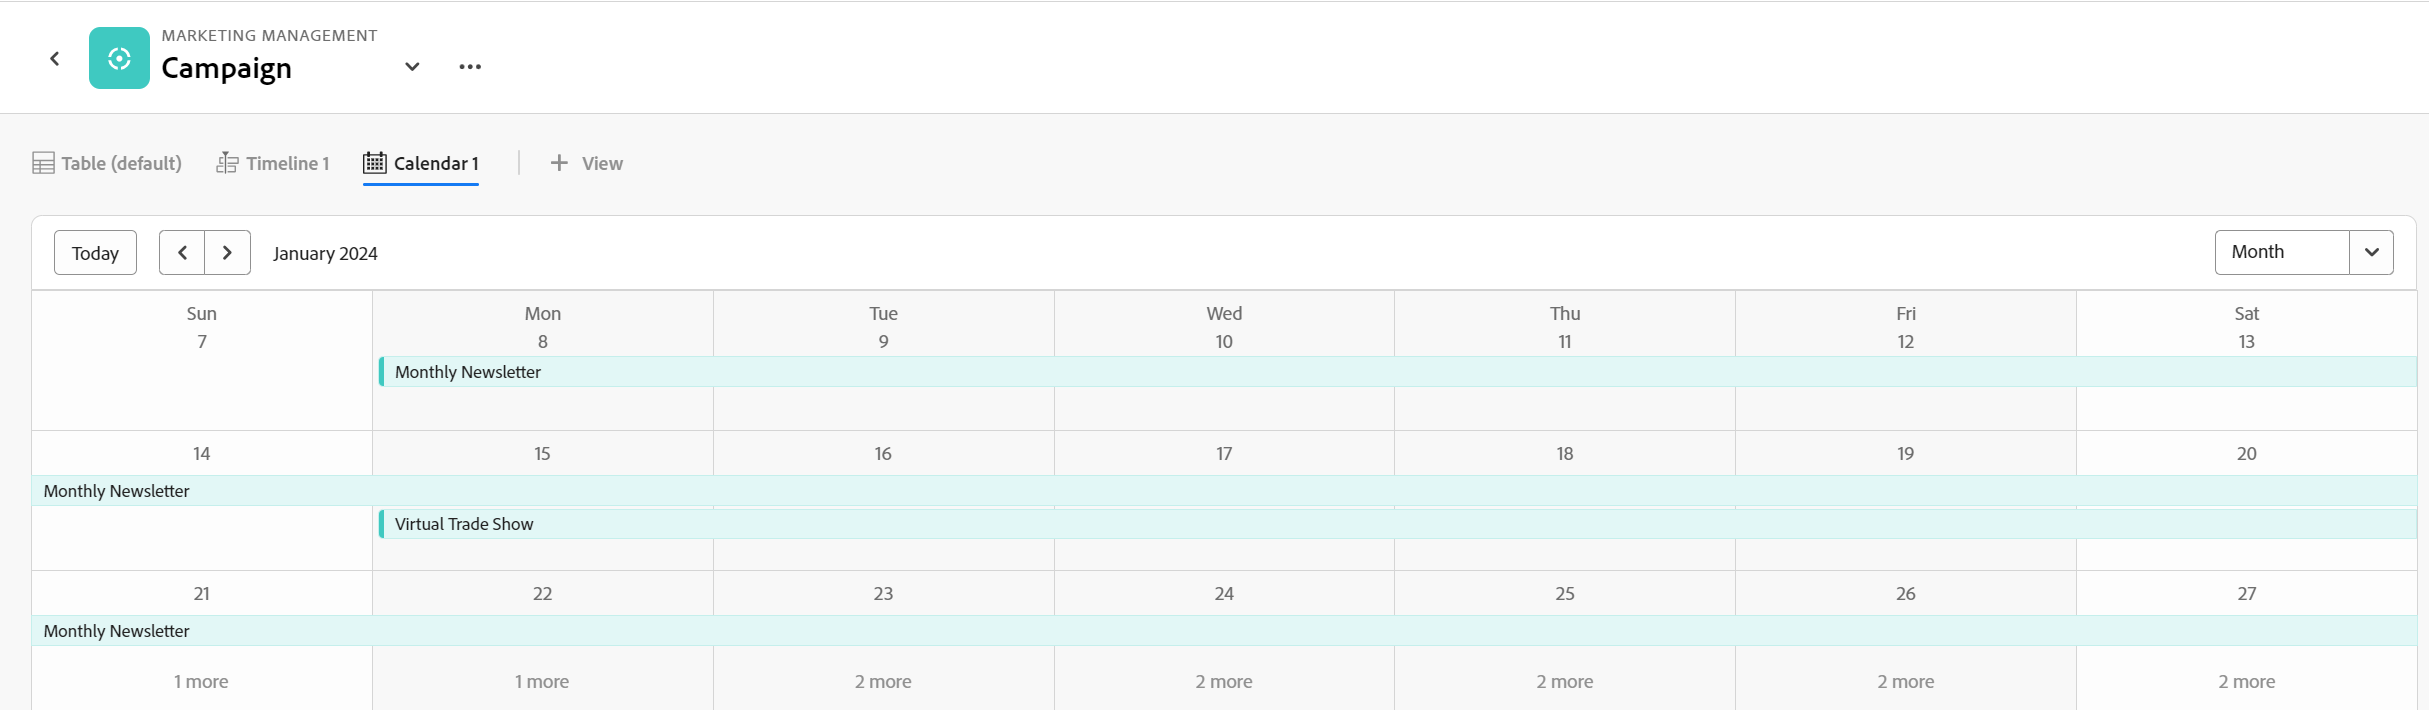 MARKETING MANAGEMENT
Campaign
Table (default) Timeline 1 Calendar 1 View
Today January 2024 Month
Sun Mon Tue Wed Thu Fri Sat
7 8 9 10 11 12 13
Monthly Newsletter
14 15 16 17 18 19 20
Monthly Newsletter
Virtual Trade Show
21 22 23 24 25 26 27
Monthly Newsletter
1 more 1 more 2 more 2 more 2 more 2 more 2 more